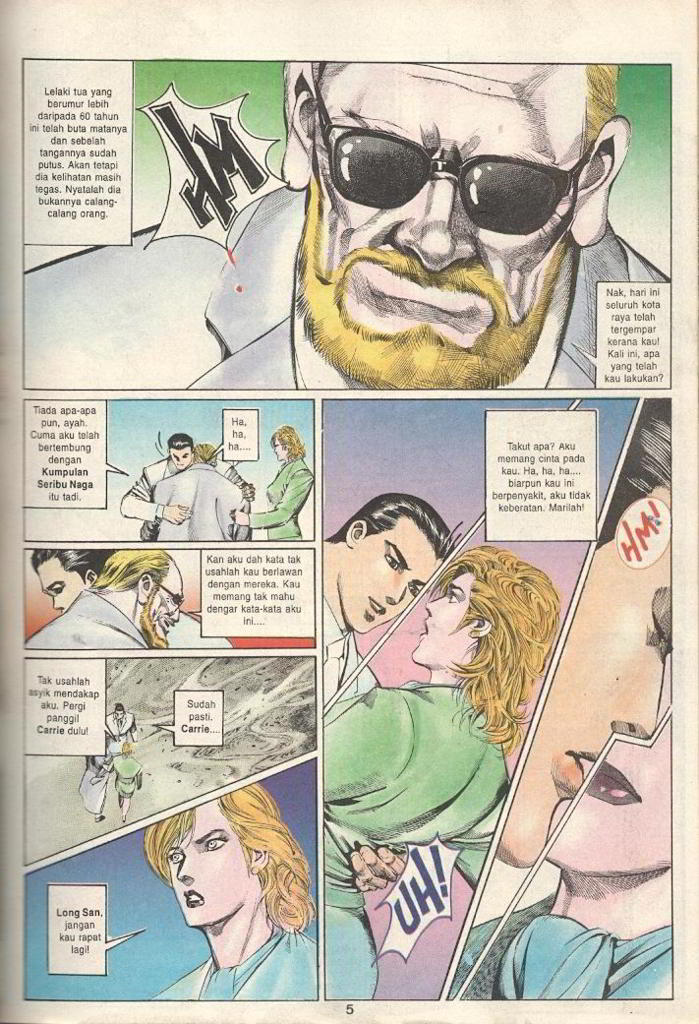 Lelaki tua yang
berumur lebih
daripada 60 tahun
ini telah buta matanya
dan sebelah
tangannya sudah
putus. Akan tetapi
dia kelihatan masih
tegas. Nyatalah dia
bukannya calang-
calang orang.
HM
Nak, hari ini
seluruh kota
raya telah
tergempar
kerana kau!
Kali ini, apa
yang telah
kau lakukan?
Tiada apa-apa
pun, ayah.
Cuma aku telah
bertembung
dengan
Kumpulan
Seribu Naga
itu tadi.
Ha,
ha,
ha....
Kan aku dah kata
usahlah kau berlawan
dengan mereka. Kau
memang tak mahu
dengar kata-kata aku
ini....
Tak usahlah
asyik mendakap
aku. Pergi
panggil
Carrie dulu!
Sudah
pasti.
Carrie....
Long San,
jangan
kau rapat
lagi!
Takut apa? Aku
memang cinta pada
kau. Ha, ha, ha....
biarpun kau ini
berpenyakit, aku tidak
keberatan. Marilah!
UH!
HM!
5